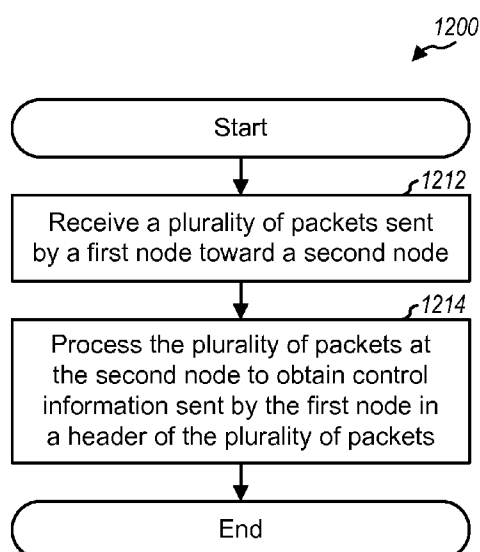 1200
Start
1212
Receive a plurality of packets sent
by a first node toward a second node
1214
Process the plurality of packets at
the second node to obtain control
information sent by the first node in
a header of the plurality of packets
End